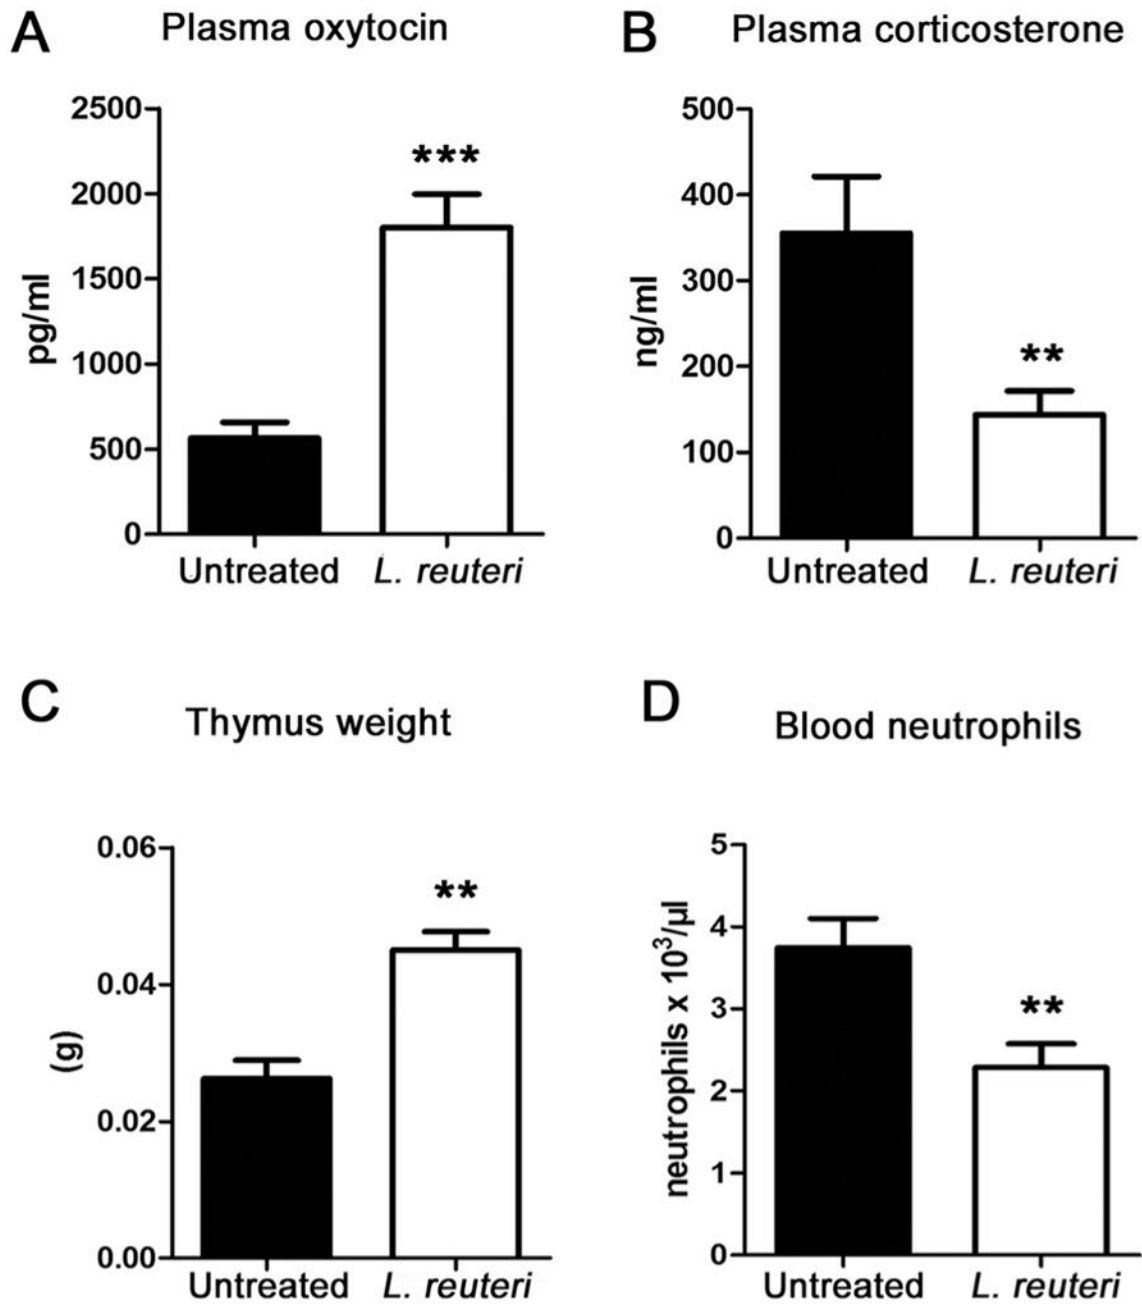 A
Plasma oxytocin
2500
2000
1500
1000
500
0
pg/ml
***
Untreated
L. reuteri
B
Plasma corticosterone
500
400
300
200
100
0
ng/ml
**
Untreated
L. reuteri
C
Thymus weight
0.06
0.04
0.02
0.00
(g)
**
Untreated
L. reuteri
D
Blood neutrophils
5
4
3
2
1
0
neutrophils x 10³/µl
**
Untreated
L. reuteri